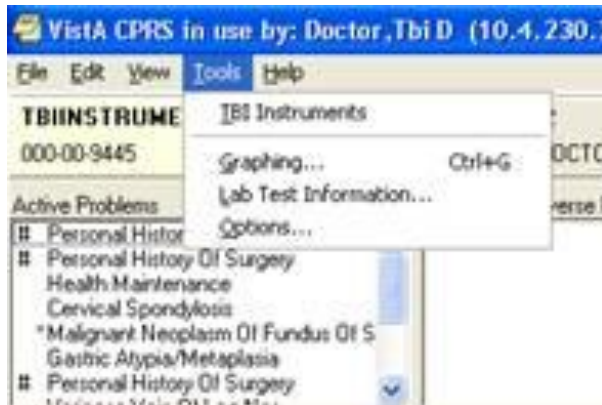 VistA CPRS in use by: Doctor,Tbi D (10.4.230.
File Edit View Tools Help
TBIINSTRUME
000-00-9445
TBI Instruments
Graphing... Ctrl+G
Lab Test Information...
Options...
OCTO
Active Problems
verse
# Personal Histor
# Personal History Of Surgery
Health Maintenance
Cervical Spondylosis
*Malignant Neoplasm Of Fundus Of S
Gastric Atypia/Metaplasia
# Personal History Of Surgery